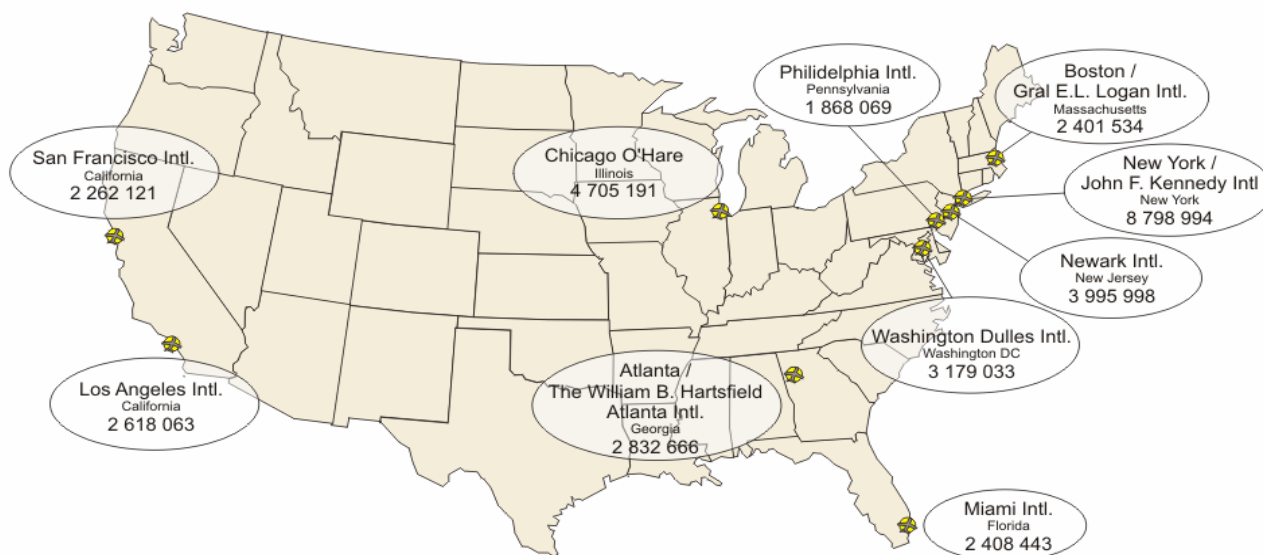 Philidelphia Intl.
Pennsylvania
1 868 069
Boston /
Gral E.L. Logan Intl.
Massachusetts
2 401 534
San Francisco Intl.
California
2 262 121
Chicago O'Hare
Illinois
4 705 191
New York /
John F. Kennedy Intl
New York
8 798 994
Newark Intl.
New Jersey
3 995 998
Washington Dulles Intl.
Washington DC
3 179 033
Los Angeles Intl.
California
2 618 063
Atlanta /
The William B. Hartsfield
Atlanta Intl.
Georgia
2 832 666
Miami Intl.
Florida
2 408 443